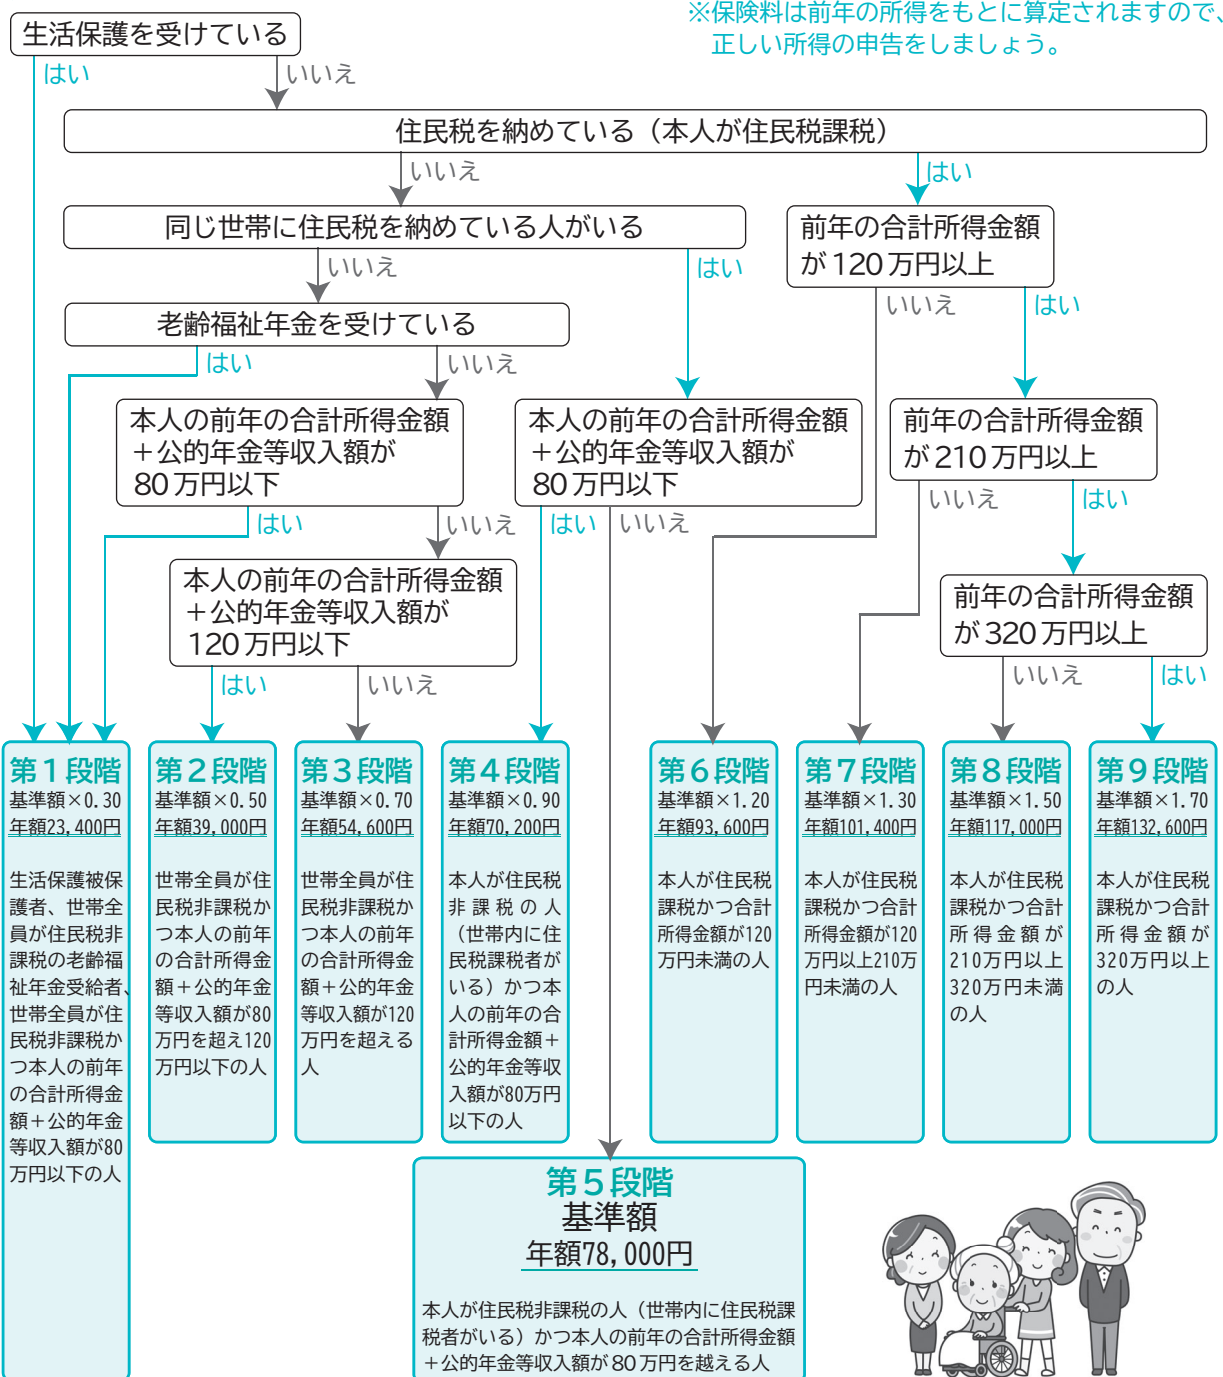 ※保険料は前年の所得をもとに算定されますので、
正しい所得の申告をしましょう。
生活保護を受けている
はい
いいえ
住民税を納めている（本人が住民税課税）
いいえ
はい
同じ世帯に住民税を納めている人がいる
いいえ
はい
前年の合計所得金額
が120万円以上
いいえ
はい
老齢福祉年金を受けている
はい
いいえ
本人の前年の合計所得金額
＋公的年金等収入額が
80万円以下
はい
いいえ
本人の前年の合計所得金額
＋公的年金等収入額が
80万円以下
はい
いいえ
前年の合計所得金額
が210万円以上
いいえ
はい
本人の前年の合計所得金額
＋公的年金等収入額が
120万円以下
はい
いいえ
前年の合計所得金額
が320万円以上
いいえ
はい
第1段階
基準額×0.30
年額23,400円
生活保護被保
護者、世帯全
員が住民税非
課税の老齢福
祉年金受給者、
世帯全員が住
民税非課税か
つ本人の前年
の合計所得金
額＋公的年金
等収入額が80
万円以下の人
第2段階
基準額×0.50
年額39,000円
世帯全員が住
民税非課税か
つ本人の前年
の合計所得金
額＋公的年金
等収入額が80
万円を超え120
万円以下の人
第3段階
基準額×0.70
年額54,600円
世帯全員が住
民税非課税か
つ本人の前年
の合計所得金
額＋公的年金
等収入額が120
万円を超える
人
第4段階
基準額×0.90
年額70,200円
本人が住民税
非課税の人
（世帯内に住
民税課税者が
いる）かつ本
人の前年の合
計所得金額＋
公的年金等収
入額が80万円
以下の人
第5段階
基準額
年額78,000円
本人が住民税非課税の人（世帯内に住民税課
税者がいる）かつ本人の前年の合計所得金額
＋公的年金等収入額が80万円を越える人
第6段階
基準額×1.20
年額93,600円
本人が住民税
課税かつ合計
所得金額が120
万円未満の人
第7段階
基準額×1.30
年額101,400円
本人が住民税
課税かつ合計
所得金額が120
万円以上210万
円未満の人
第8段階
基準額×1.50
年額117,000円
本人が住民税
課税かつ合計
所得金額が
210万円以上
320万円未満
の人
第9段階
基準額×1.70
年額132,600円
本人が住民税
課税かつ合計
所得金額が
320万円以上
の人